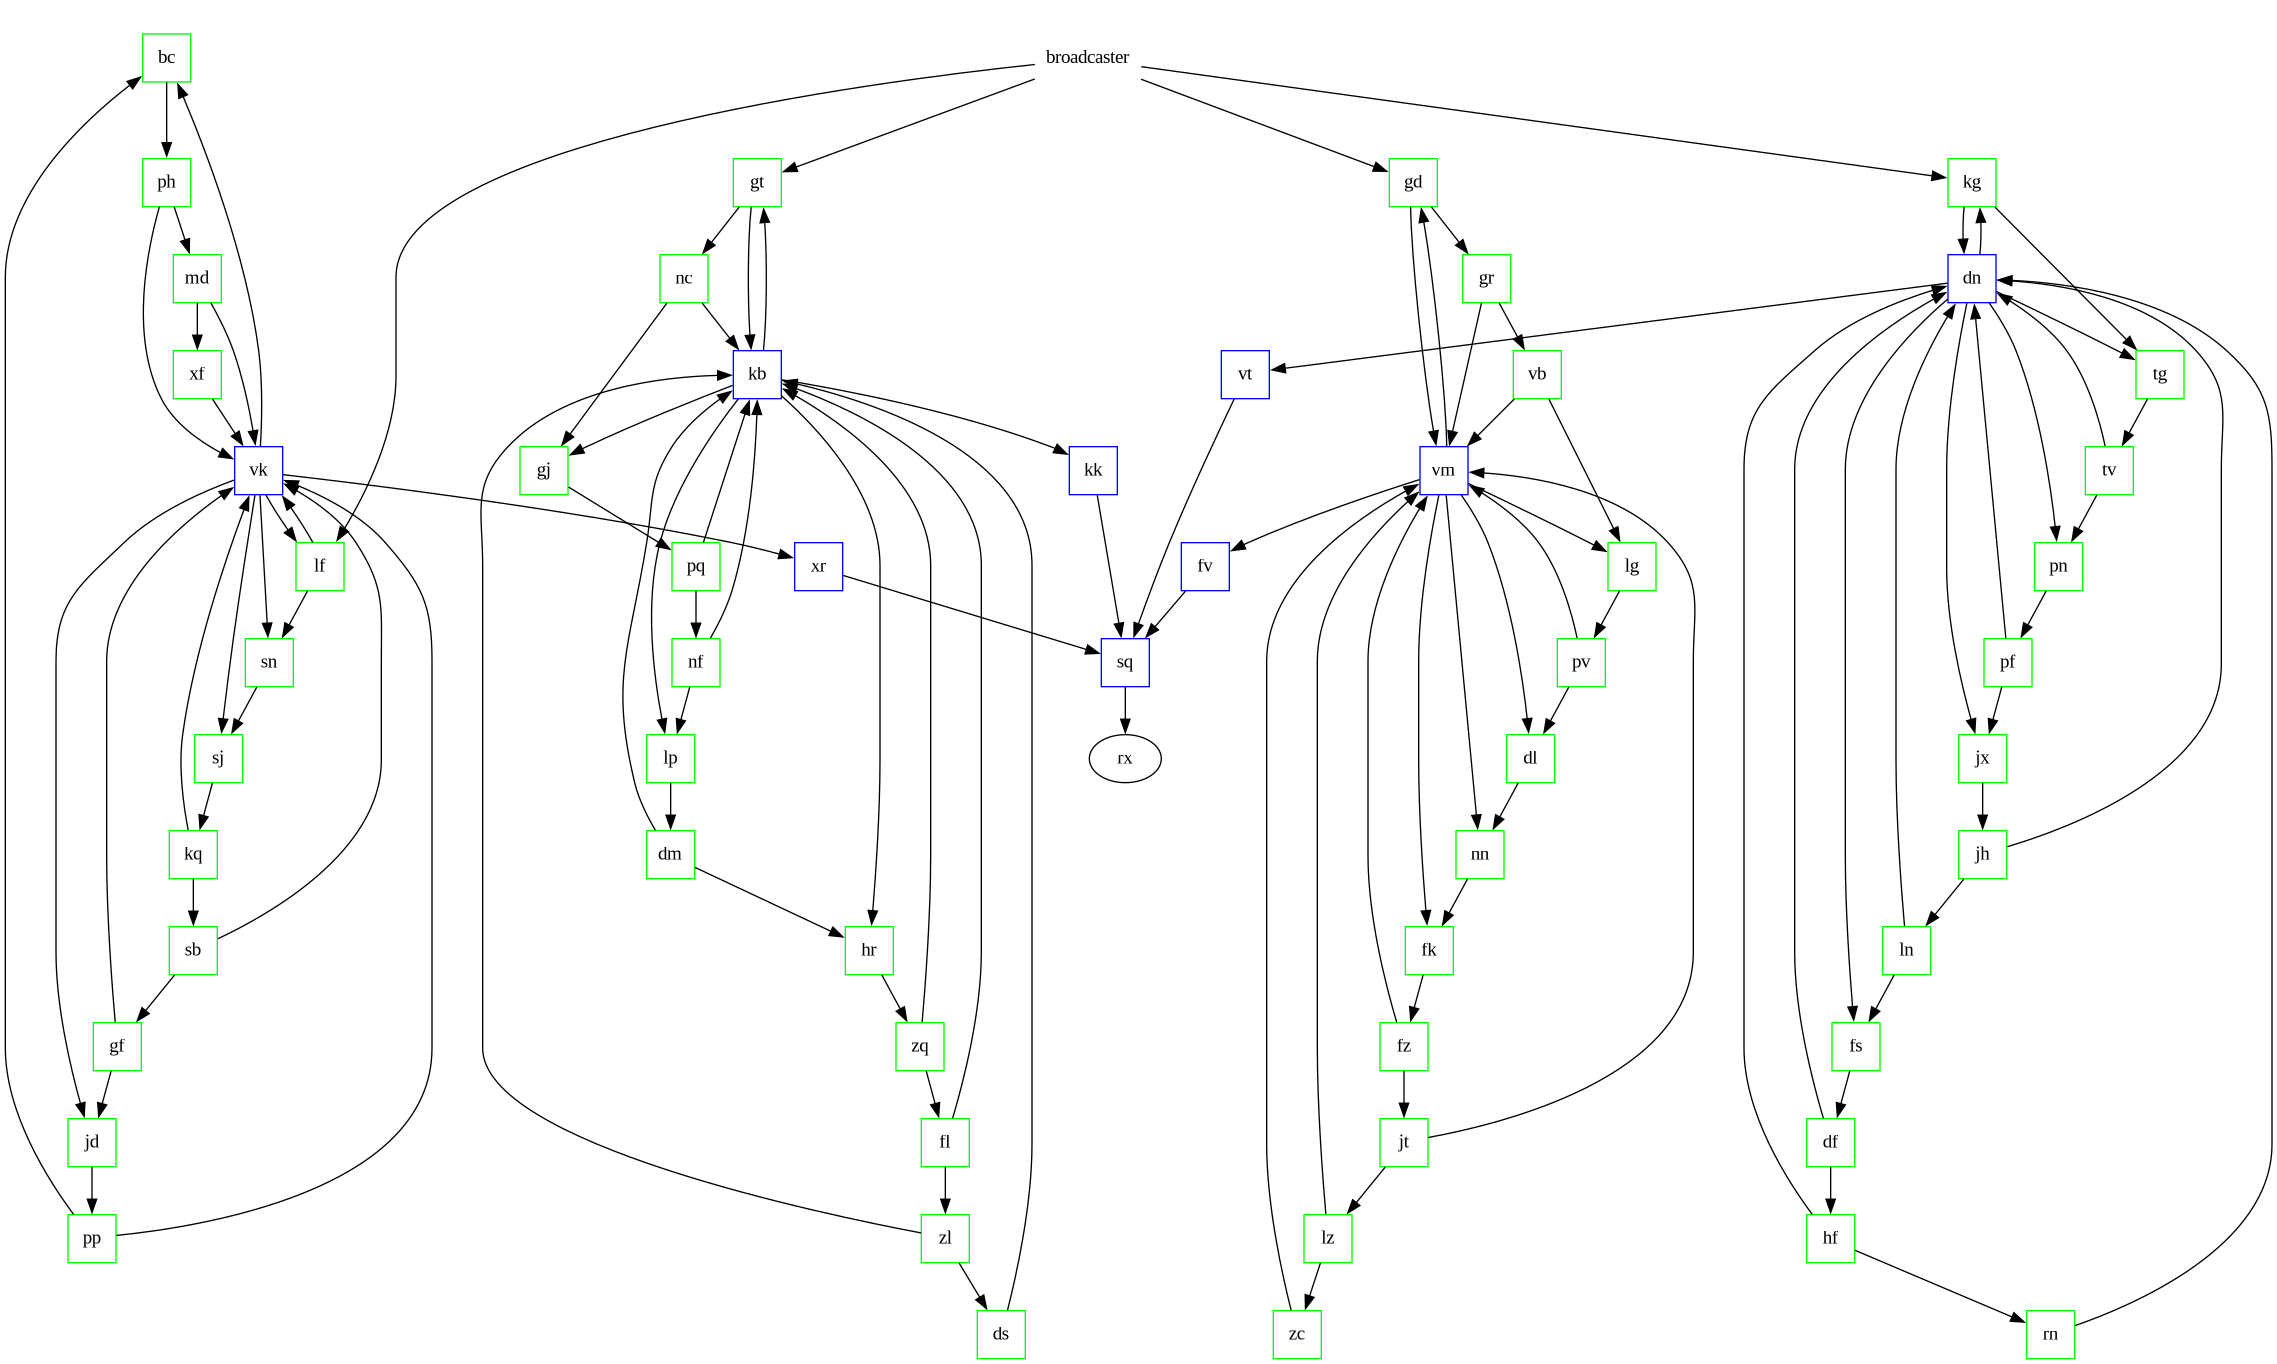 bc
broadcaster
ph
gt
gd
kg
md
nc
gr
dn
xf
kb
vt
vb
tg
vk
gj
kk
vm
tv
lf
pq
xr
fv
lg
pn
sn
nf
sq
pv
pf
sj
lp
rx
dl
jx
kq
dm
nn
jh
sb
hr
fk
ln
gf
zq
fz
fs
jd
fl
jt
df
pp
zl
lz
hf
ds
zc
rn